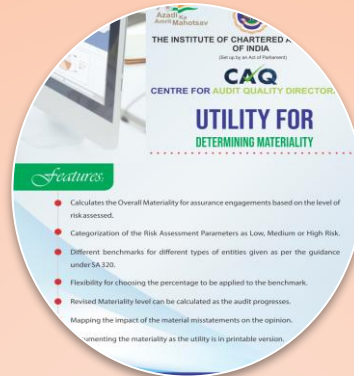 Azadi Ka
Amrit Mahotsav
THE INSTITUTE OF CHARTERED
OF INDIA
(Set up by an Act of Parliament)
CAQ
CENTRE FOR AUDIT QUALITY
UTILITY FOR
DETERMINING MATERIALITY
Features:
Calculates the Overall Materiality for assurance engagements based on the level of
risk assessed.
Categorization of the Risk Assessment Parameters as Low, Medium or High Risk.
Different benchmarks for different types of entities given as per the guidance
under SA 320.
Flexibility for choosing the percentage to be applied to the benchmark.
Revised Materiality level can be calculated as the audit progresses.
Mapping the impact of the material misstatements on the opinion.
the materiality as the utility is in printable version.